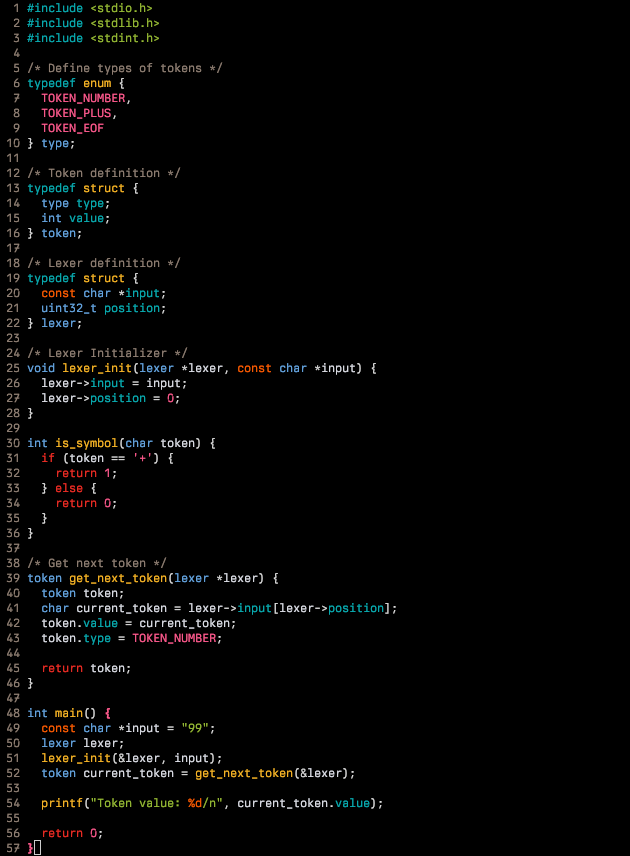 1 #include <stdio.h>
2 #include <stdlib.h>
3 #include <stdint.h>
4
5 /* Define types of tokens */
6 typedef enum {
7   TOKEN_NUMBER,
8   TOKEN_PLUS,
9   TOKEN_EOF
10 } type;
11
12 /* Token definition */
13 typedef struct {
14   type type;
15   int value;
16 } token;
17
18 /* Lexer definition */
19 typedef struct {
20   const char *input;
21   uint32_t position;
22 } lexer;
23
24 /* Lexer Initializer */
25 void lexer_init(lexer *lexer, const char *input) {
26   lexer->input = input;
27   lexer->position = 0;
28 }
29
30 int is_symbol(char token) {
31   if (token == '+') {
32     return 1;
33   } else {
34     return 0;
35   }
36 }
37
38 /* Get next token */
39 token get_next_token(lexer *lexer) {
40   token token;
41   char current_token = lexer->input[lexer->position];
42   token.value = current_token;
43   token.type = TOKEN_NUMBER;
44
45   return token;
46 }
47
48 int main() {
49   const char *input = "99";
50   lexer lexer;
51   lexer_init(&lexer, input);
52   token current_token = get_next_token(&lexer);
53
54   printf("Token value: %d/n", current_token.value);
55
56   return 0;
57 }